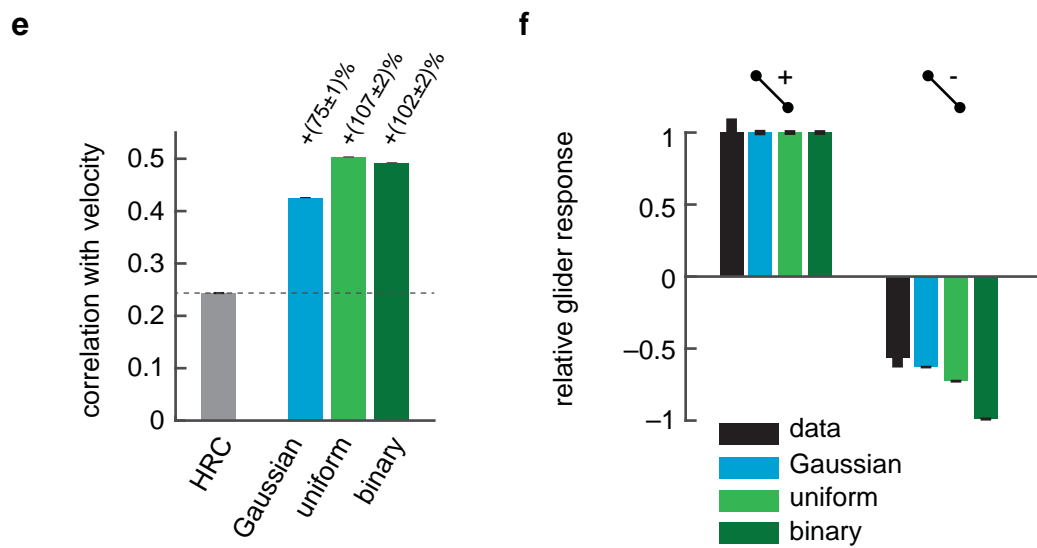 e
+(75±1)%
+(107±2)%
+(102±2)%
correlation with velocity
0.5
0.4
0.3
0.2
0.1
0
HRC
Gaussian
uniform
binary
f
+
-
relative glider response
1
0.5
0
−0.5
−1
data
Gaussian
uniform
binary